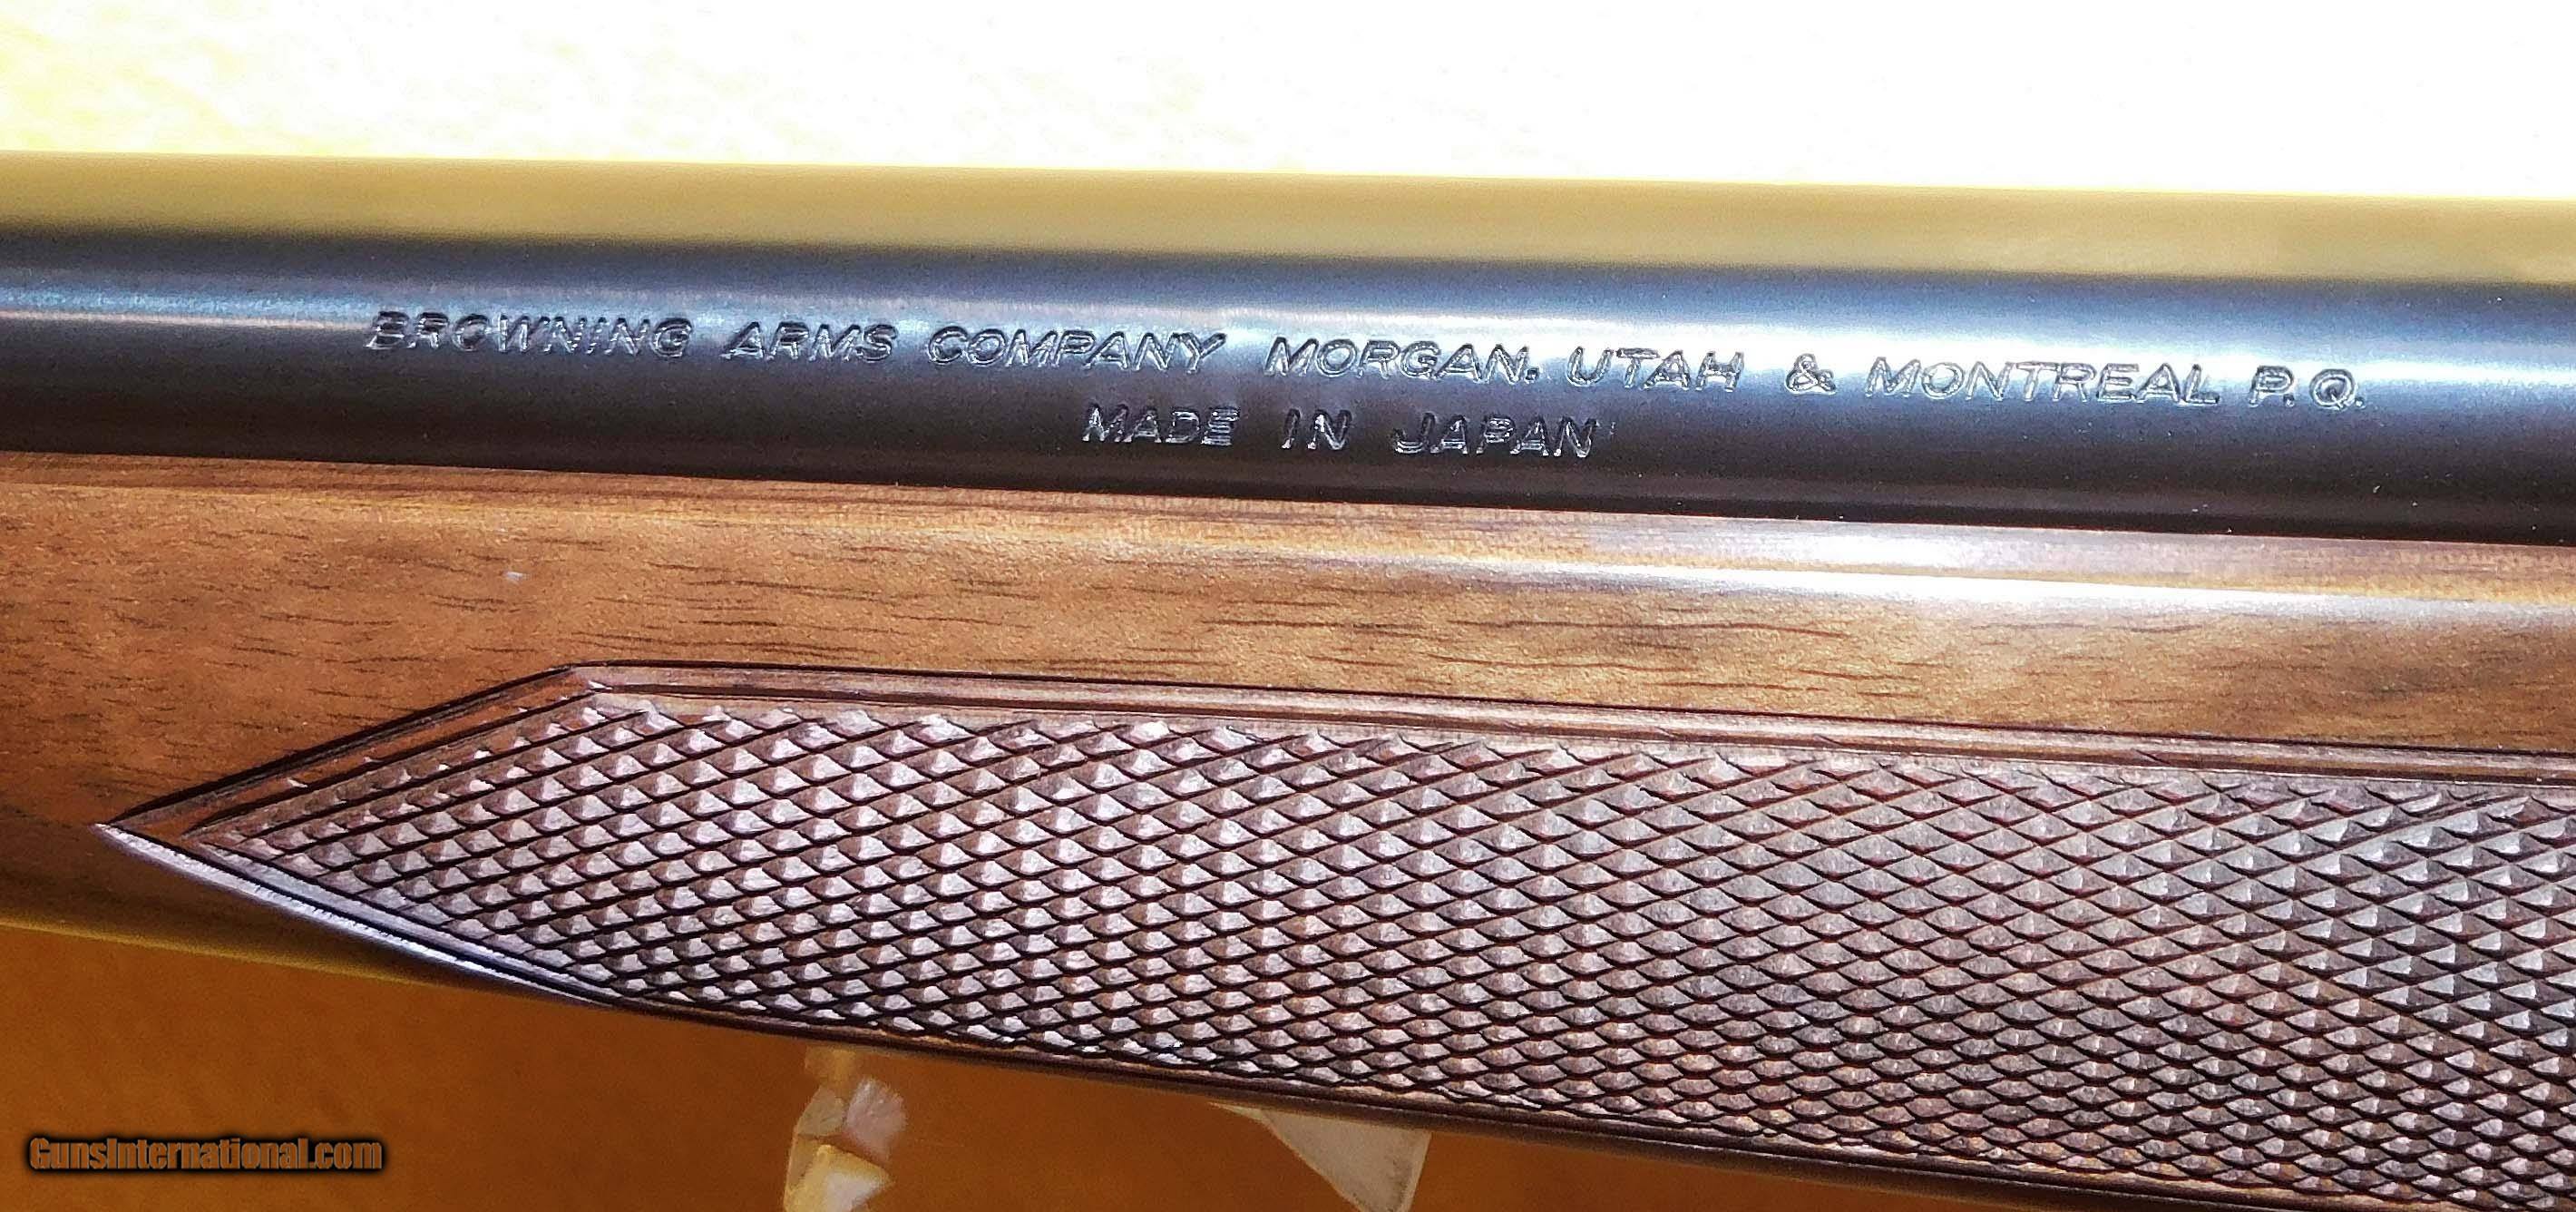 BROWNING ARMS COMPANY MORGAN, UTAH & MONTREAL P.Q.
MADE IN JAPAN
GunsInternational.com